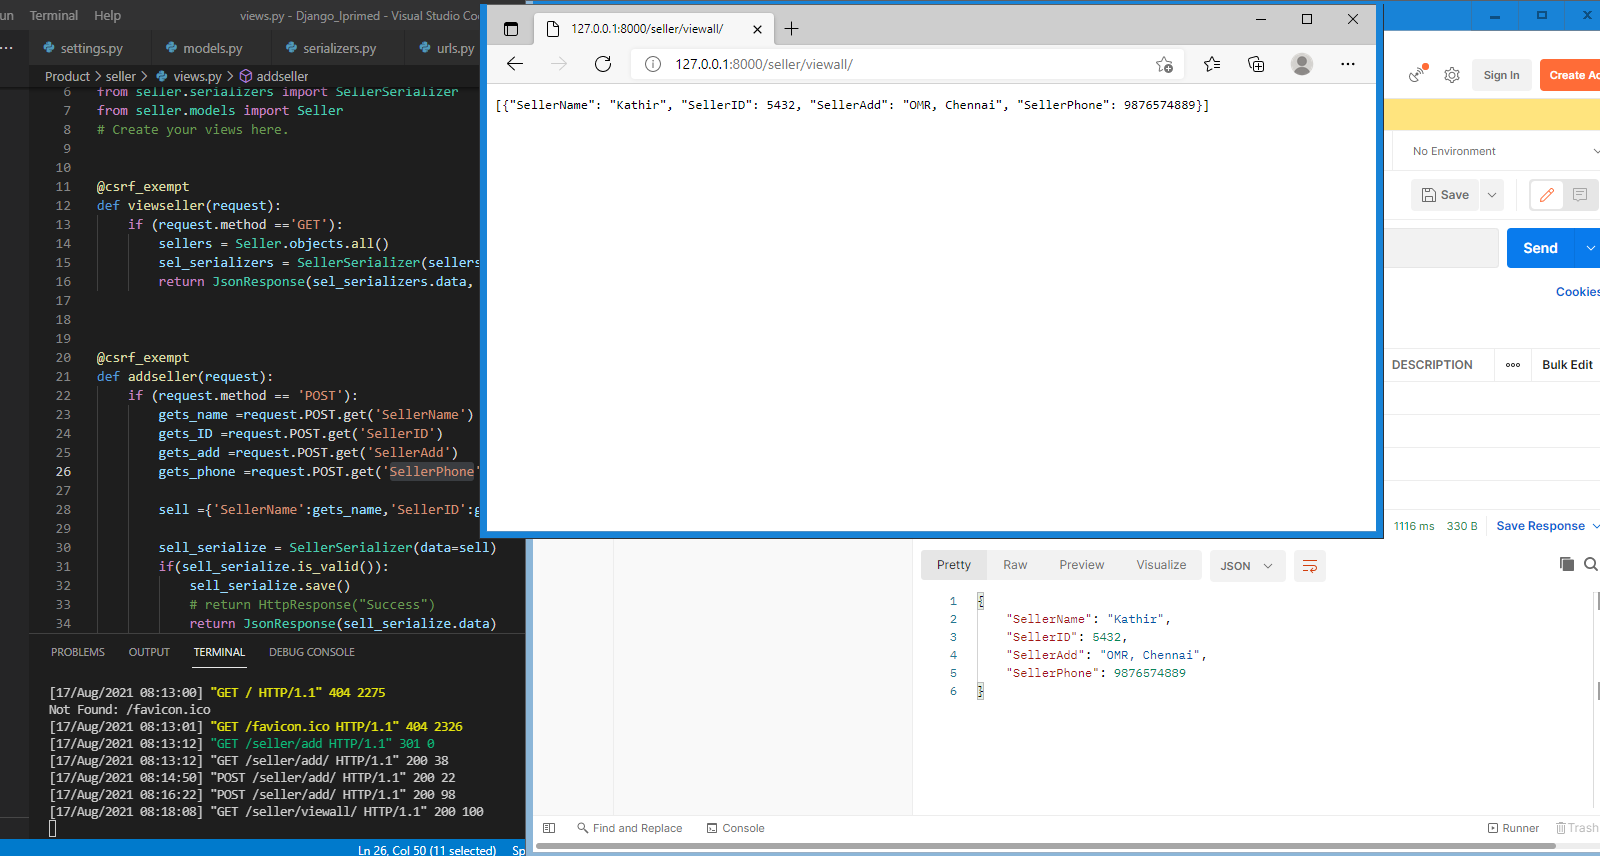 un Terminal Help views.py - Django_Iprimed - Visual Studio Co
settings.py models.py serializers.py urls.py
Product > seller > views.py > addseller
6 from seller.serializers import SellerSerializer
7 from seller.models import Seller
8 # Create your views here.
9
10
11 @csrf_exempt
12 def viewseller(request):
13 if (request.method =='GET'):
14 sellers = Seller.objects.all()
15 sel_serializers = SellerSerializer(sellers
16 return JsonResponse(sel_serializers.data,
17
18
19
20 @csrf_exempt
21 def addseller(request):
22 if (request.method == 'POST'):
23 gets_name =request.POST.get('SellerName')
24 gets_ID =request.POST.get('SellerID')
25 gets_add =request.POST.get('SellerAdd')
26 gets_phone =request.POST.get('SellerPhone'
27
28 sell ={'SellerName':gets_name,'SellerID':g
29
30 sell_serialize = SellerSerializer(data=sell)
31 if(sell_serialize.is_valid()):
32 sell_serialize.save()
33 # return HttpResponse("Success")
34 return JsonResponse(sell_serialize.data)
PROBLEMS OUTPUT TERMINAL DEBUG CONSOLE
[17/Aug/2021 08:13:00] "GET / HTTP/1.1" 404 2275
Not Found: /favicon.ico
[17/Aug/2021 08:13:01] "GET /favicon.ico HTTP/1.1" 404 2326
[17/Aug/2021 08:13:12] "GET /seller/add HTTP/1.1" 301 0
[17/Aug/2021 08:13:12] "GET /seller/add/ HTTP/1.1" 200 38
[17/Aug/2021 08:14:50] "POST /seller/add/ HTTP/1.1" 200 22
[17/Aug/2021 08:16:22] "POST /seller/add/ HTTP/1.1" 200 98
[17/Aug/2021 08:18:08] "GET /seller/viewall/ HTTP/1.1" 200 100
Ln 26, Col 50 (11 selected) Sp
127.0.0.1:8000/seller/viewall/
127.0.0.1:8000/seller/viewall/
[{"SellerName": "Kathir", "SellerID": 5432, "SellerAdd": "OMR, Chennai", "SellerPhone": 9876574889}]
Sign In Create Ac
No Environment
Save
Send
Cookies
DESCRIPTION Bulk Edit
1116 ms 330 B Save Response
Pretty Raw Preview Visualize JSON
1 {
2 "SellerName": "Kathir",
3 "SellerID": 5432,
4 "SellerAdd": "OMR, Chennai",
5 "SellerPhone": 9876574889
6 }
Find and Replace Console Runner Trash